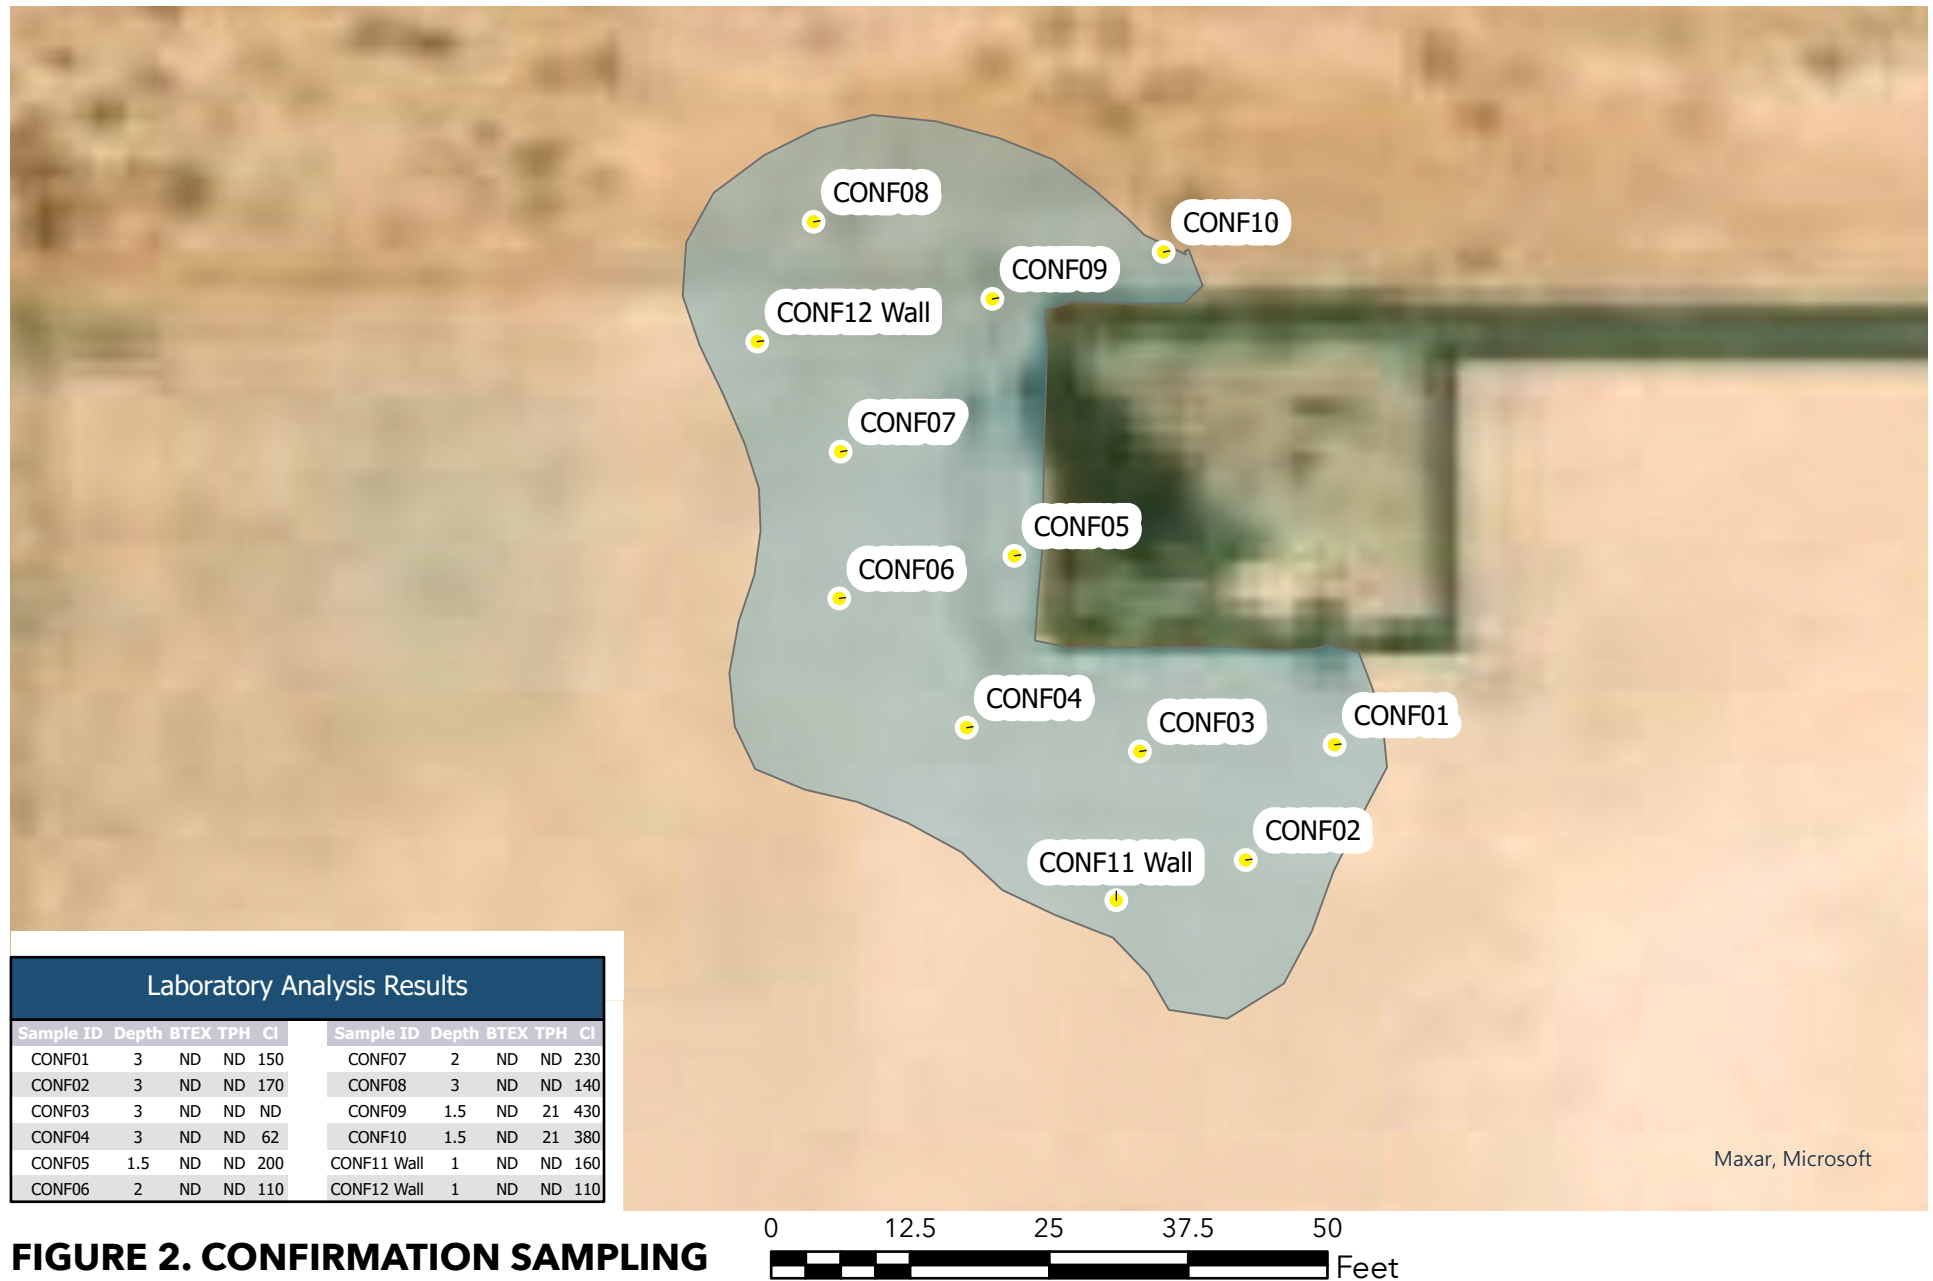 CONF08
CONF10
CONF09
CONF12 Wall
CONF07
CONF05
CONF06
CONF04
CONF03
CONF01
CONF02
CONF11 Wall
Laboratory Analysis Results
Sample ID Depth BTEX TPH Cl Sample ID Depth BTEX TPH Cl
CONF01 3 ND ND 150 CONF07 2 ND ND 230
CONF02 3 ND ND 170 CONF08 3 ND ND 140
CONF03 3 ND ND ND CONF09 1.5 ND 21 430
CONF04 3 ND ND 62 CONF10 1.5 ND 21 380
CONF05 1.5 ND ND 200 CONF11 Wall 1 ND ND 160
CONF06 2 ND ND 110 CONF12 Wall 1 ND ND 110
Maxar, Microsoft
0 12.5 25 37.5 50
Feet
FIGURE 2. CONFIRMATION SAMPLING